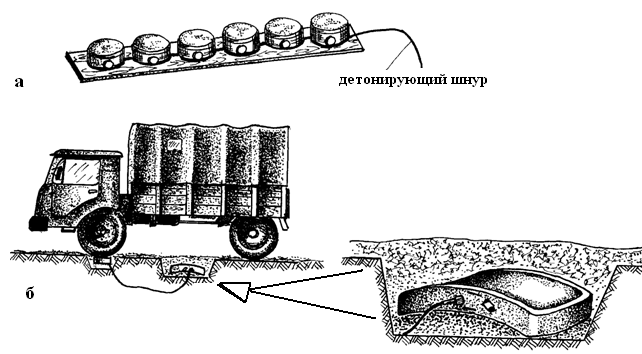 а
детонирующий шнур
б